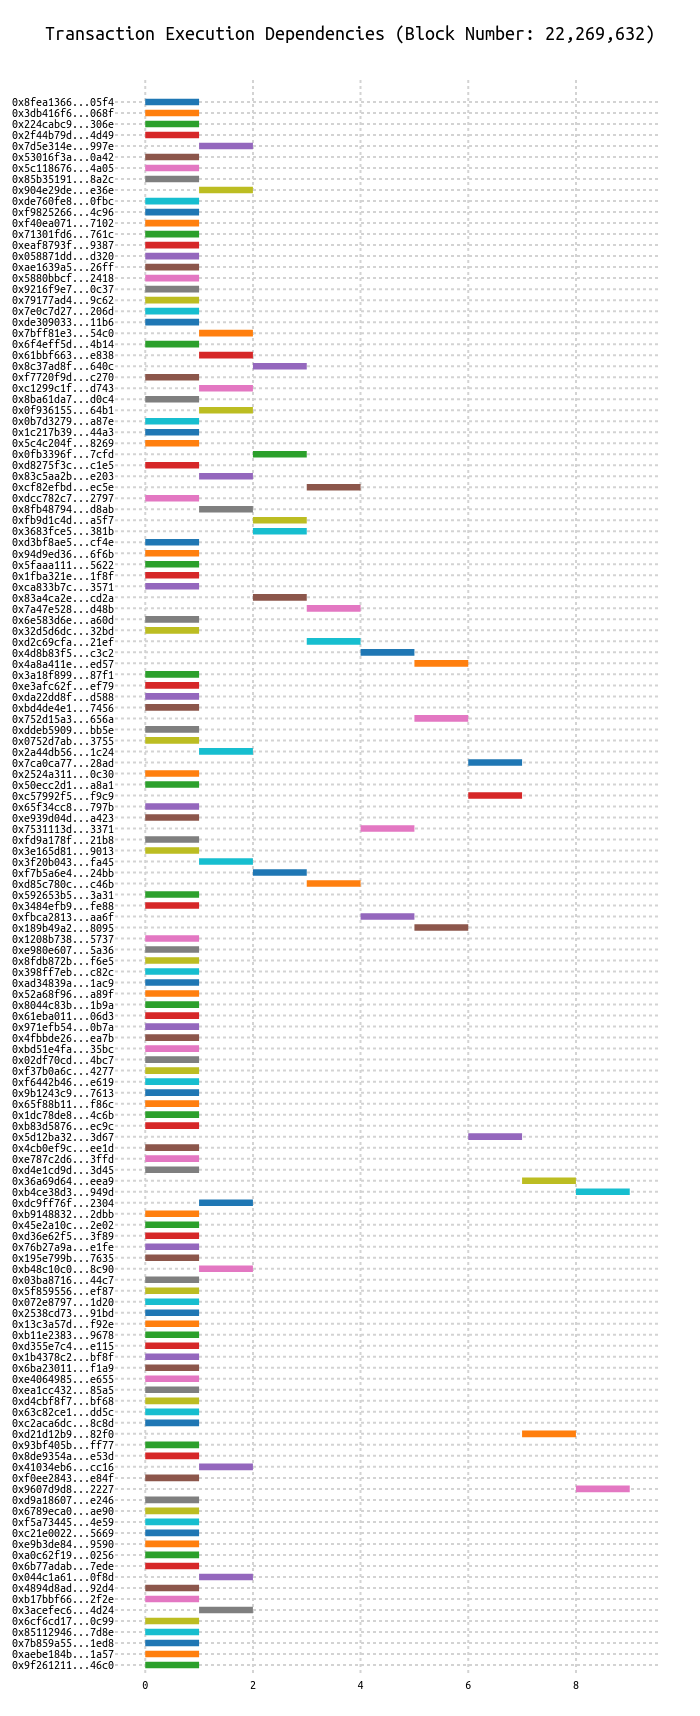 Transaction Execution Dependencies (Block Number: 22,269,632)
0x8fea1366...05f4
0x3db416f6...068f
0x224cabc9...306e
0x2f44b79d...4d49
0x7d5e314e...997e
0x53016f3a...0a42
0x5c118676...4a05
0x85b35191...8a2c
0x904e29de...e36e
0xde760fe8...0fbc
0xf9825266...4c96
0xf40ea071...7102
0x71301fd6...761c
0xeaf8793f...9387
0x058871dd...d320
0xae1639a5...26ff
0x5880bbcf...2418
0x9216f9e7...0c37
0x79177ad4...9c62
0x7e0c7d27...206d
0xde309033...11b6
0x7bff81e3...54c0
0x6f4eff5d...4b14
0x61bbf663...e838
0x8c37ad8f...640c
0xf7720f9d...c270
0xc1299c1f...d743
0x8ba61da7...d0c4
0x0f936155...64b1
0x0b7d3279...a87e
0x1c217b39...44a3
0x5c4c204f...8269
0x0fb3396f...7cfd
0xd8275f3c...c1e5
0x83c5aa2b...e203
0xcf82efbd...ec5e
0xdcc782c7...2797
0x8fb48794...d8ab
0xfb9d1c4d...a5f7
0x3683fce5...381b
0xd3bf8ae5...cf4e
0x94d9ed36...6f6b
0x5faaa111...5622
0x1fba321e...1f8f
0xca833b7c...3571
0x83a4ca2e...cd2a
0x7a47e528...d48b
0x6e583d6e...a60d
0x32d5d6dc...32bd
0xd2c69cfa...21ef
0x4d8b83f5...c3c2
0x4a8a411e...ed57
0x3a18f899...87f1
0xe3afc62f...ef79
0xda22dd8f...d588
0xbd4de4e1...7456
0x752d15a3...656a
0xddeb5909...bb5e
0x0752d7ab...3755
0x2a44db56...1c24
0x7ca0ca77...28ad
0x2524a311...0c30
0x50ecc2d1...a8a1
0xc57992f5...f9c9
0x65f34cc8...797b
0xe939d04d...a423
0x7531113d...3371
0xfd9a178f...21b8
0x3e165d81...9013
0x3f20b043...fa45
0xf7b5a6e4...24bb
0xd85c780c...c46b
0x592653b5...3a31
0x3484efb9...fe88
0xfbca2813...aa6f
0x189b49a2...8095
0x1208b738...5737
0xe980e607...5a36
0x8fdb872b...f6e5
0x398ff7eb...c82c
0xad34839a...1ac9
0x52a68f96...a89f
0x8044c83b...1b9a
0x61eba011...06d3
0x971efb54...0b7a
0x4fbbde26...ea7b
0xbd51e4fa...35bc
0x02df70cd...4bc7
0xf37b0a6c...4277
0xf6442b46...e619
0x9b1243c9...7613
0x65f88b11...f86c
0x1dc78de8...4c6b
0xb83d5876...ec9c
0x5d12ba32...3d67
0x4cb0ef9c...ee1d
0xe787c2d6...3ffd
0xd4e1cd9d...3d45
0x36a69d64...eea9
0xb4ce38d3...949d
0xdc9ff76f...2304
0xb9148832...2dbb
0x45e2a10c...2e02
0xd36e62f5...3f89
0x76b27a9a...e1fe
0x195e799b...7635
0xb48c10c0...8c90
0x03ba8716...44c7
0x5f859556...ef87
0x072e8797...1d20
0x2538cd73...91bd
0x13c3a57d...f92e
0xb11e2383...9678
0xd355e7c4...e115
0x1b4378c2...bf8f
0x6ba23011...f1a9
0xe4064985...e655
0xea1cc432...85a5
0xd4cbf8f7...bf68
0x63c82ce1...dd5c
0xc2aca6dc...8c8d
0xd21d12b9...82f0
0x93bf405b...ff77
0x8de9354a...e53d
0x41034eb6...cc16
0xf0ee2843...e84f
0x9607d9d8...2227
0xd9a18607...e246
0x6789eca0...ae90
0xf5a73445...4e59
0xc21e0022...5669
0xe9b3de84...9590
0xa0c62f19...0256
0x6b77adab...7ede
0x044c1a61...0f8d
0x4894d8ad...92d4
0xb17bbf66...2f2e
0x3acefec6...4d24
0x6cf6cd17...0c99
0x85112946...7d8e
0x7b859a55...1ed8
0xaebe184b...1a57
0x9f261211...46c0
0 2 4 6 8